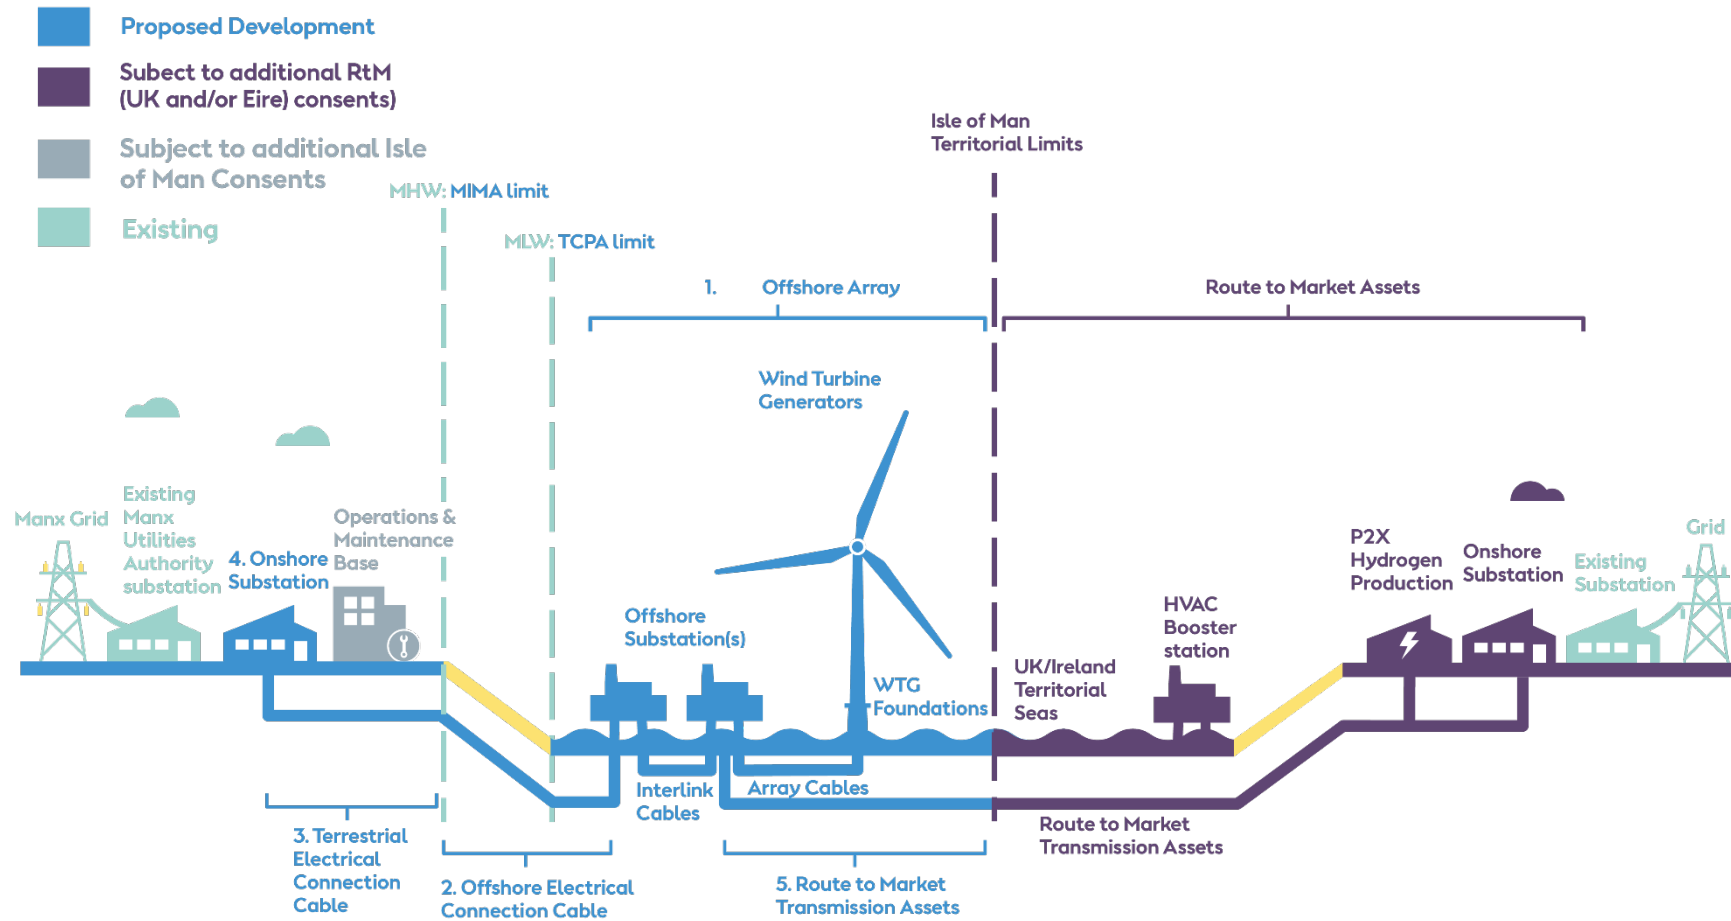 Proposed Development
Subect to additional RtM
(UK and/or Eire) consents)
Subject to additional Isle
of Man Consents
Existing
MHW: MIMA limit
MLW: TCPA limit
Isle of Man
Territorial Limits
1. Offshore Array
Route to Market Assets
Wind Turbine
Generators
Manx Grid
Existing
Manx
Utilities
Authority
substation
4. Onshore
Substation
Operations &
Maintenance
Base
Offshore
Substation(s)
WTG
Foundations
UK/Ireland
Territorial
Seas
HVAC
Booster
station
P2X
Hydrogen
Production
Onshore
Substation
Existing
Substation
Grid
Interlink
Cables
Array Cables
3. Terrestrial
Electrical
Connection
Cable
2. Offshore Electrical
Connection Cable
5. Route to Market
Transmission Assets
Route to Market
Transmission Assets